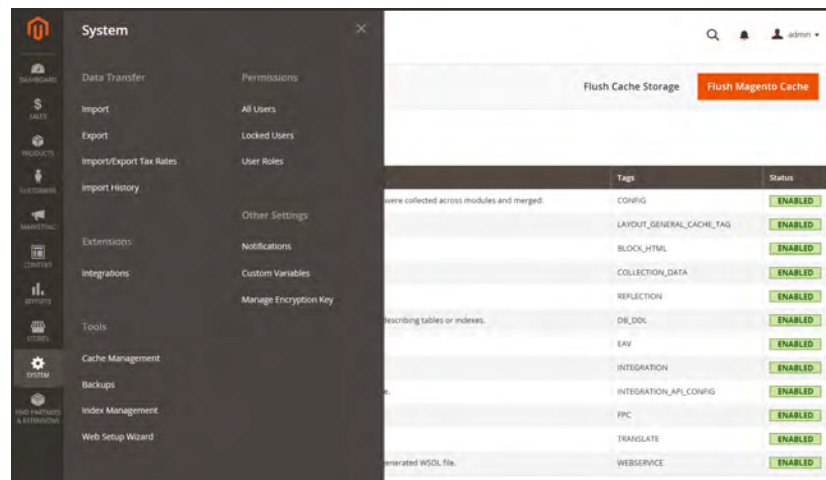 System
admin
DASHBOARD
SALES
PRODUCTS
CUSTOMERS
MARKETING
CONTENT
REPORTS
STORES
SYSTEM
FIND PARTNERS
& EXTENSIONS
Data Transfer
Import
Export
Import/Export Tax Rates
Import History
Extensions
Integrations
Tools
Cache Management
Backups
Index Management
Web Setup Wizard
Permissions
All Users
Locked Users
User Roles
Other Settings
Notifications
Custom Variables
Manage Encryption Key
Flush Cache Storage
Flush Magento Cache
Tags Status
were collected across modules and merged. CONFIG ENABLED
LAYOUT_GENERAL_CACHE_TAG ENABLED
BLOCK_HTML ENABLED
COLLECTION_DATA ENABLED
REFLECTION ENABLED
describing tables or indexes. DB_DDL ENABLED
EAV ENABLED
INTEGRATION ENABLED
e. INTEGRATION_API_CONFIG ENABLED
FPC ENABLED
TRANSLATE ENABLED
generated WSDL file. WEBSERVICE ENABLED